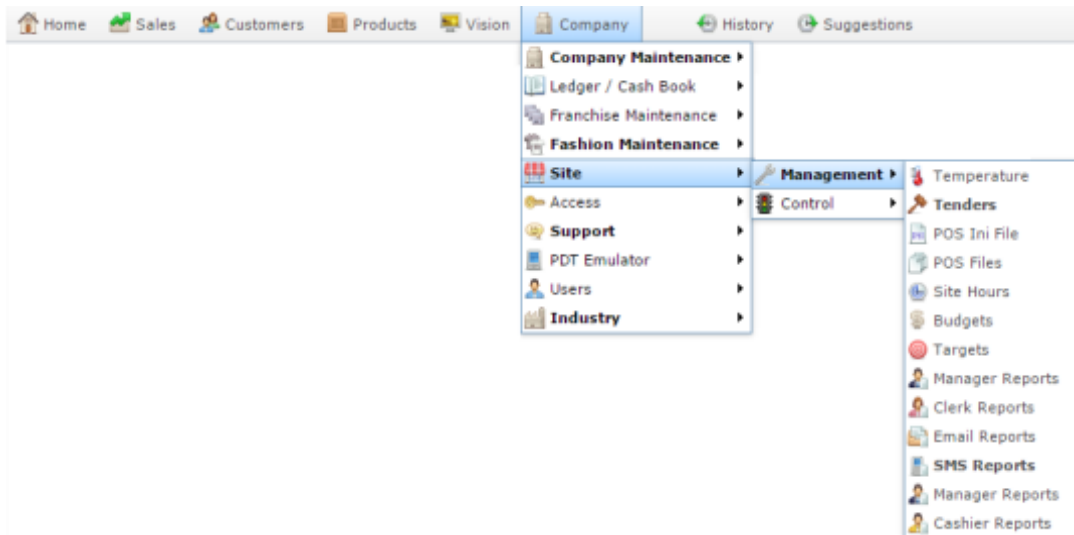 Home Sales Customers Products Vision Company History Suggestions
Company Maintenance
Ledger / Cash Book
Franchise Maintenance
Fashion Maintenance
Site
Access
Support
PDT Emulator
Users
Industry
Management
Control
Temperature
Tenders
POS Ini File
POS Files
Site Hours
Budgets
Targets
Manager Reports
Clerk Reports
Email Reports
SMS Reports
Manager Reports
Cashier Reports